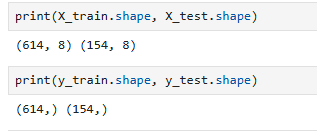 print(X_train.shape, X_test.shape)
(614, 8) (154, 8)
print(y_train.shape, y_test.shape)
(614,) (154,)